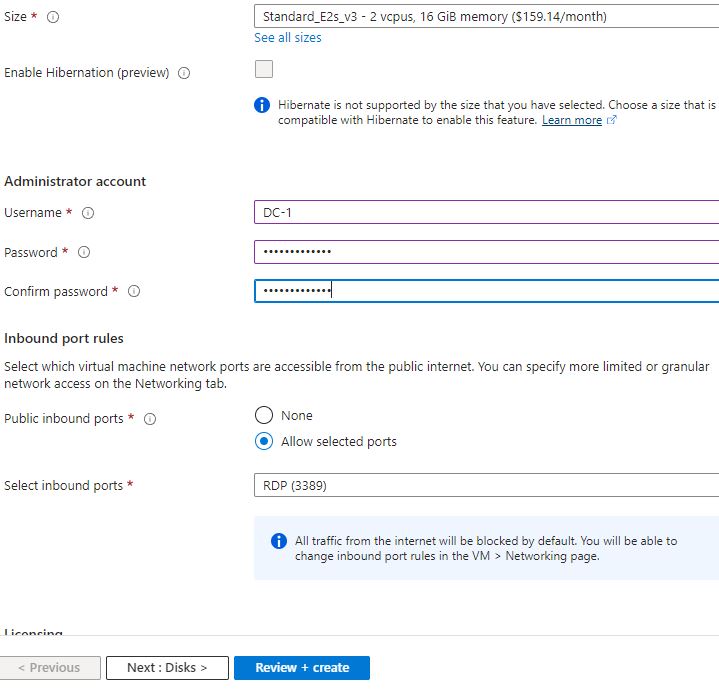 Size *
Standard_E2s_v3 - 2 vcpus, 16 GiB memory ($159.14/month)
See all sizes
Enable Hibernation (preview)
Hibernate is not supported by the size that you have selected. Choose a size that is
compatible with Hibernate to enable this feature. Learn more
Administrator account
Username *
DC-1
Password *
•••••••••••••
Confirm password *
•••••••••••••
Inbound port rules
Select which virtual machine network ports are accessible from the public internet. You can specify more limited or granular
network access on the Networking tab.
Public inbound ports *
None
Allow selected ports
Select inbound ports *
RDP (3389)
All traffic from the internet will be blocked by default. You will be able to
change inbound port rules in the VM > Networking page.
Licensing
< Previous
Next : Disks >
Review + create